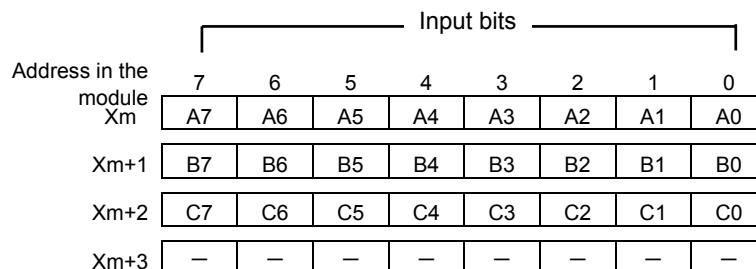 Input bits
Address in the module
7 6 5 4 3 2 1 0
Xm A7 A6 A5 A4 A3 A2 A1 A0
Xm+1 B7 B6 B5 B4 B3 B2 B1 B0
Xm+2 C7 C6 C5 C4 C3 C2 C1 C0
Xm+3 – – – – – – – –